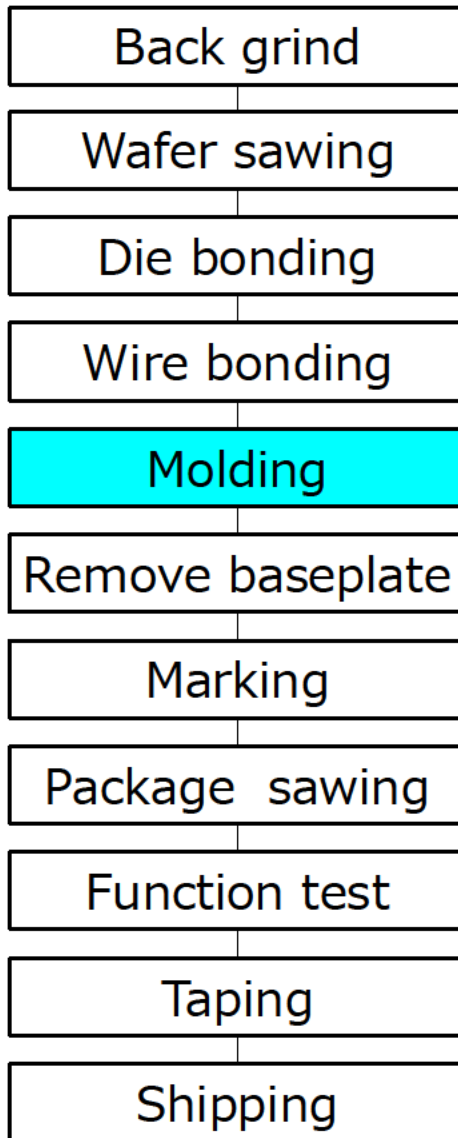 Back grind
Wafer sawing
Die bonding
Wire bonding
Molding
Remove baseplate
Marking
Package sawing
Function test
Taping
Shipping